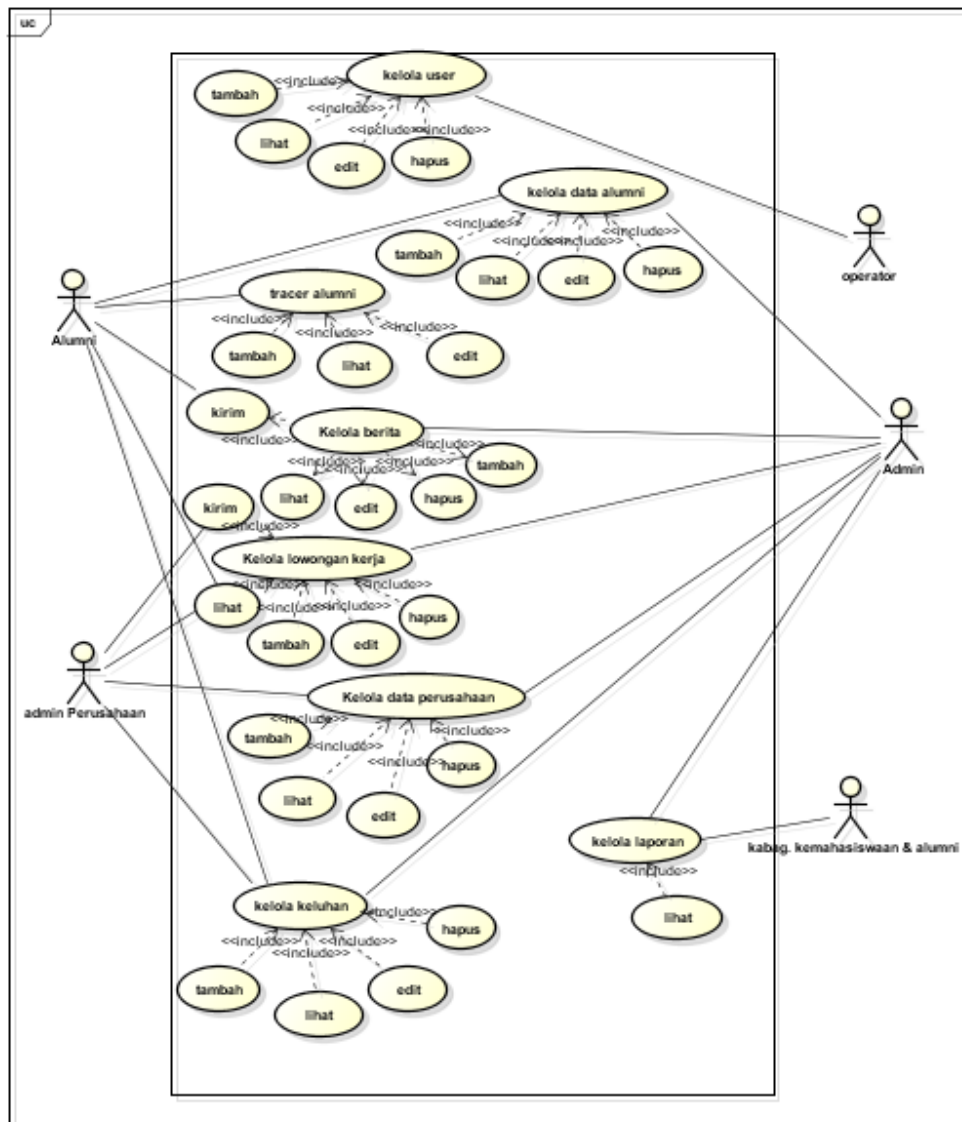 uc
kelola user
<<include>>
tambah
<<include>>
<<include>>
<<include>>
lihat
edit
hapus
kelola data alumni
<<include>>
<<include>>
<<include>>
<<include>>
tambah
lihat
edit
hapus
operator
tracer alumni
Alumni
<<include>>
<<include>>
<<include>>
tambah
lihat
edit
kirim
Kelola berita
<<include>>
<<include>>
<<include>>
<<include>>
<<include>>
tambah
lihat
edit
hapus
Admin
kirim
<<include>>
Kelola lowongan kerja
<<include>>
<<include>>
<<include>>
<<include>>
lihat
tambah
edit
hapus
admin Perusahaan
Kelola data perusahaan
<<include>>
<<include>>
<<include>>
<<include>>
tambah
lihat
edit
hapus
kelola laporan
kabag. kemahasiswaan & alumni
<<include>>
lihat
kelola keluhan
<<include>>
hapus
<<include>>
<<include>>
<<include>>
tambah
lihat
edit